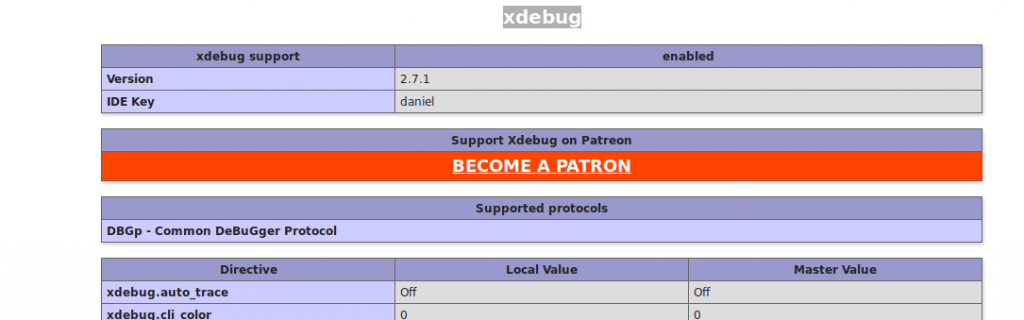 xdebug
xdebug support enabled
Version 2.7.1
IDE Key daniel
Support Xdebug on Patreon
BECOME A PATRON
Supported protocols
DBGp - Common DeBugger Protocol
Directive Local Value Master Value
xdebug.auto_trace Off Off
xdebug.cli_color 0 0